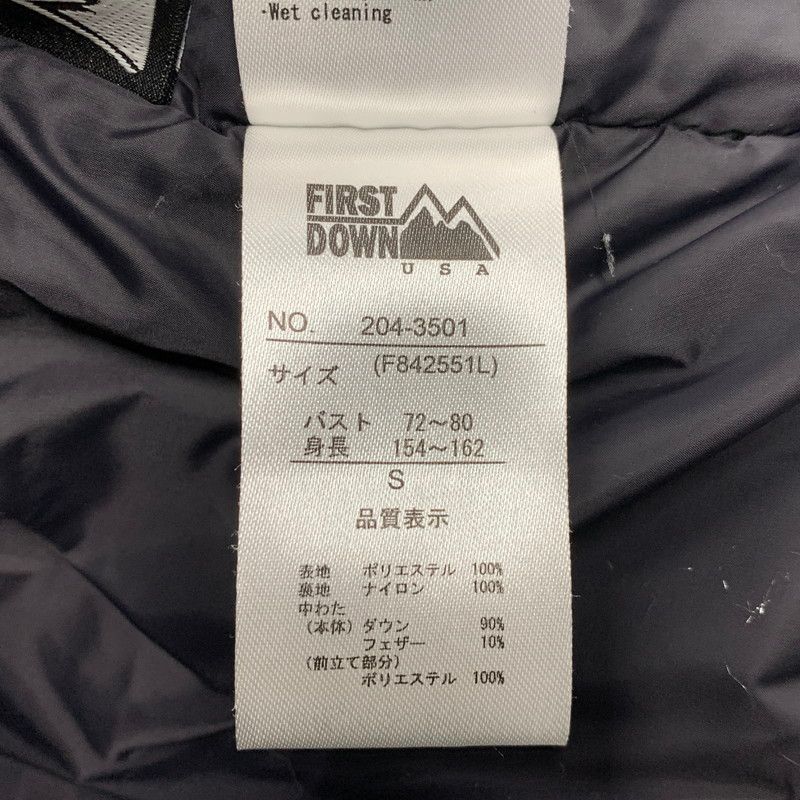 ·Wet cleaning
FIRST
DOWN
USA
NO. 204-3501
サイズ (F842551L)
バスト 72～80
身長 154～162
S
品質表示
表地 ポリエステル 100%
裏地 ナイロン 100%
中わた
(本体) ダウン 90%
フェザー 10%
(前立て部分)
ポリエステル 100%